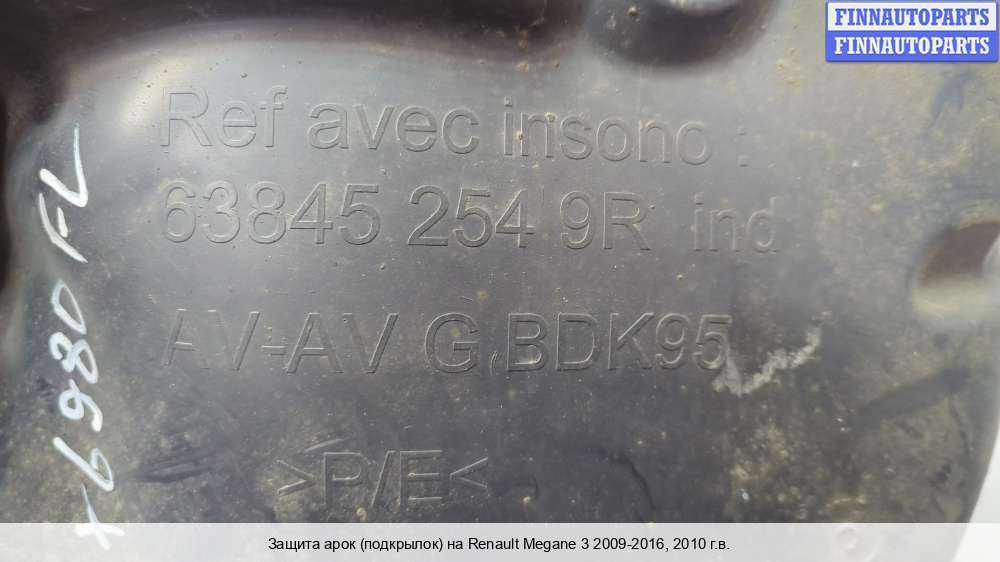 FINNAUTOPARTS
FINNAUTOPARTS
Ref avec insono :
63845 254 9R ind
AV-AV G BDK95
>P/E<
x6980 FL
Защита арок (подкрылок) на Renault Megane 3 2009-2016, 2010 г.в.